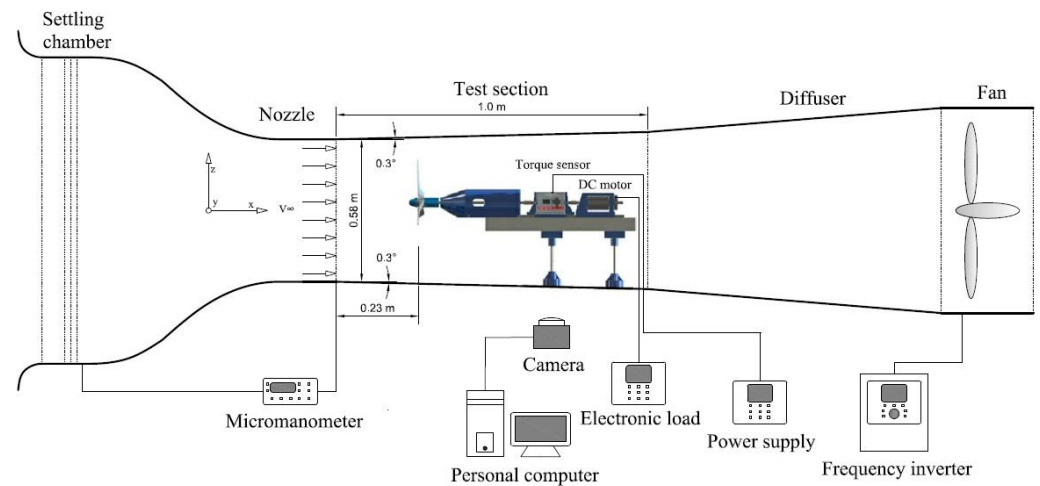 Settling
chamber
Nozzle
Test section
1.0 m
Diffuser
Fan
0.3°
z
y
x
V∞
0.58 m
Torque sensor
DC motor
0.3°
0.23 m
Camera
Micromanometer
Electronic load
Power supply
Personal computer
Frequency inverter